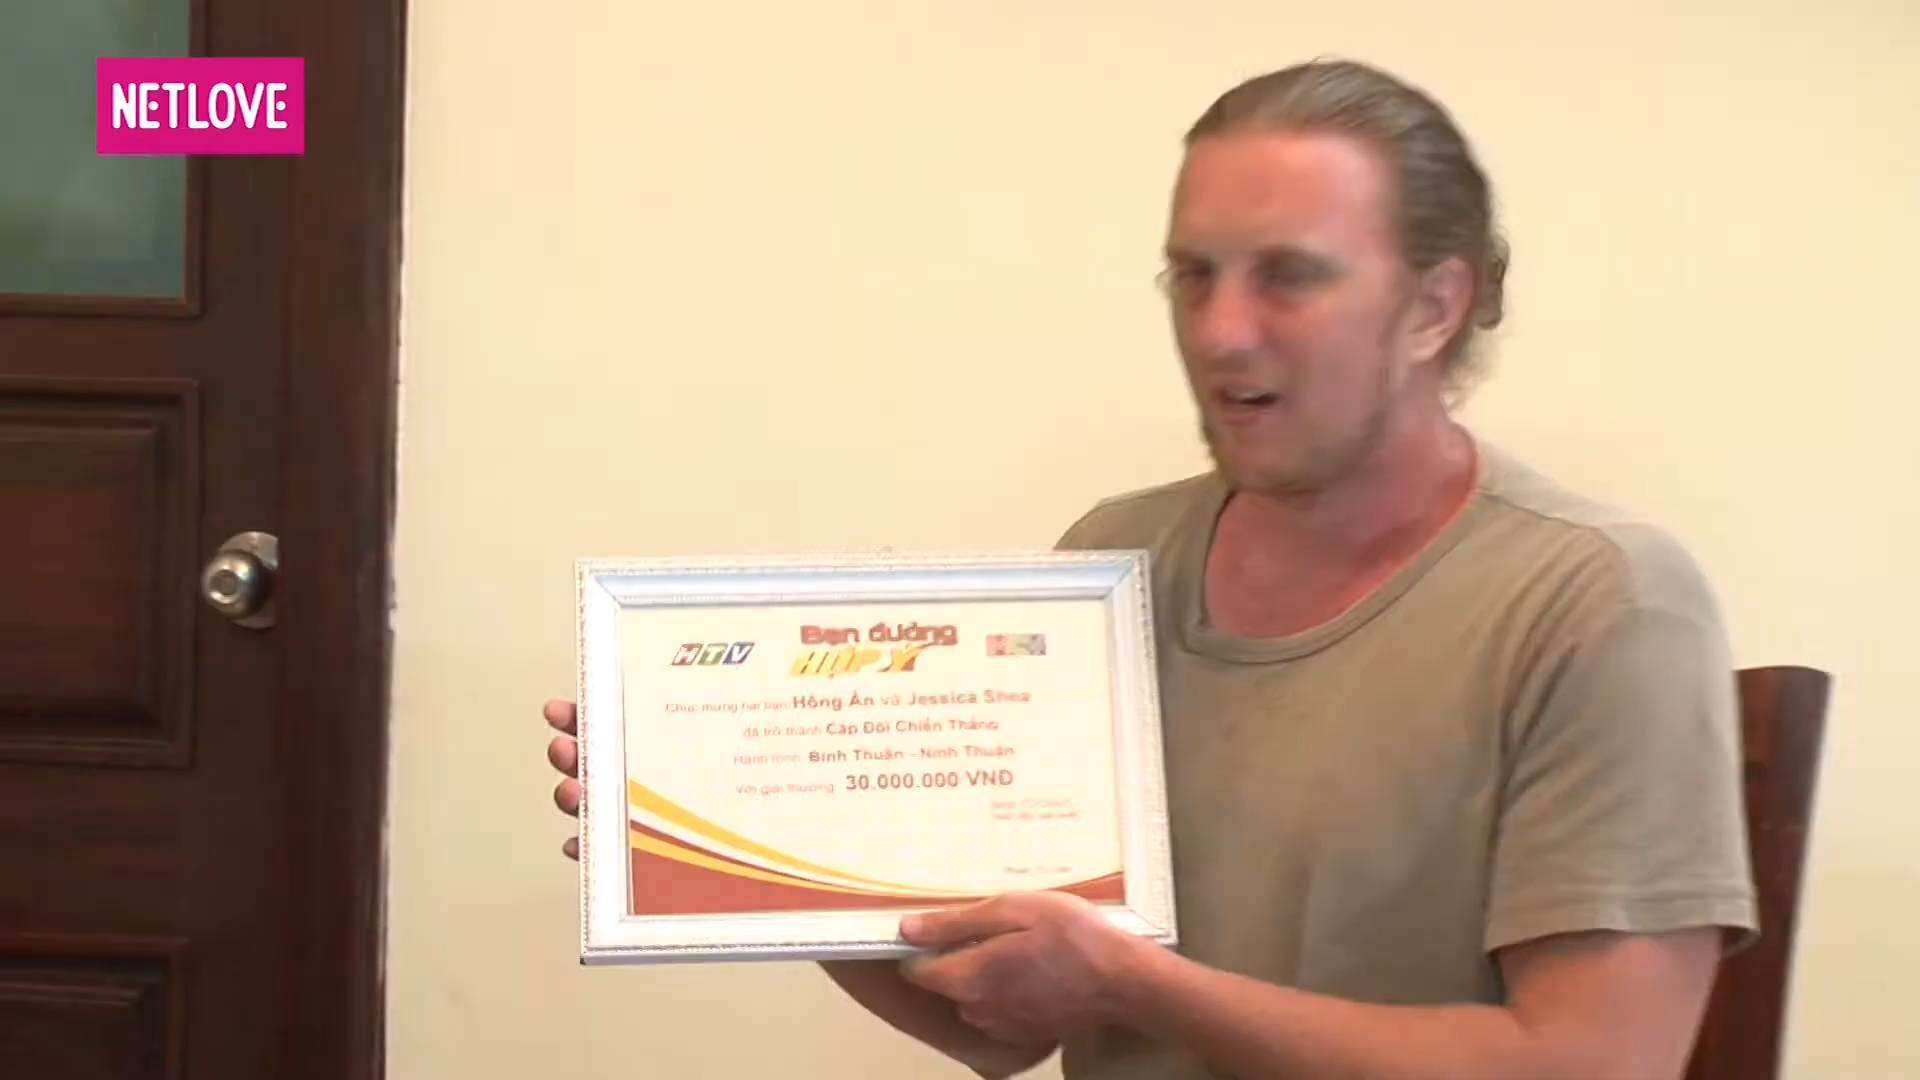 NETLOVE
HTV
Bạn đường
HỢP Ý
Chúc mừng hai bạn Hồng Ân và Jessica Shea
đã trở thành Cặp Đôi Chiến Thắng
Hành trình Bình Thuận - Ninh Thuận
Với giải thưởng: 30.000.000 VNĐ